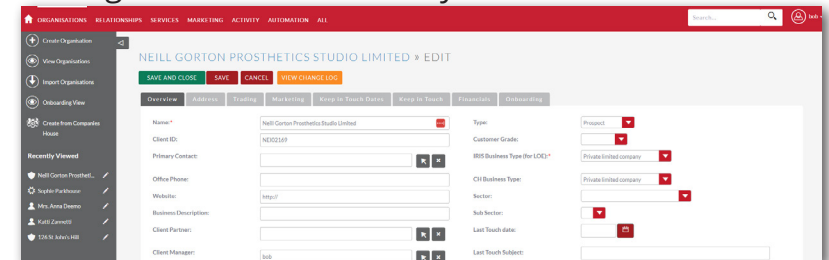 ORGANISATIONS RELATIONSHIPS SERVICES MARKETING ACTIVITY AUTOMATION ALL Search... bob
Create Organisation
View Organisations
Import Organisations
Onboarding View
Create from Companies House
Recently Viewed
Neill Gorton Prostheti...
Sophie Parkhouse
Mrs. Anna Deemo
Katti Zannetti
128 St John's Hill
NEILL GORTON PROSTHETICS STUDIO LIMITED » EDIT
SAVE AND CLOSE SAVE CANCEL VIEW CHANGE LOG
Overview Address Trading Marketing Keep in Touch Dates Keep in Touch Financials Onboarding
Name:* Neill Gorton Prosthetics Studio Limited Type: Prospect
Client ID: NEI02169 Customer Grade:
Primary Contact: IRIS Business Type (for LOE):* Private limited company
Office Phone: CH Business Type: Private limited company
Website: http:// Sector:
Business Description: Sub Sector:
Client Partner: Last Touch date:
Client Manager: bob Last Touch Subject: